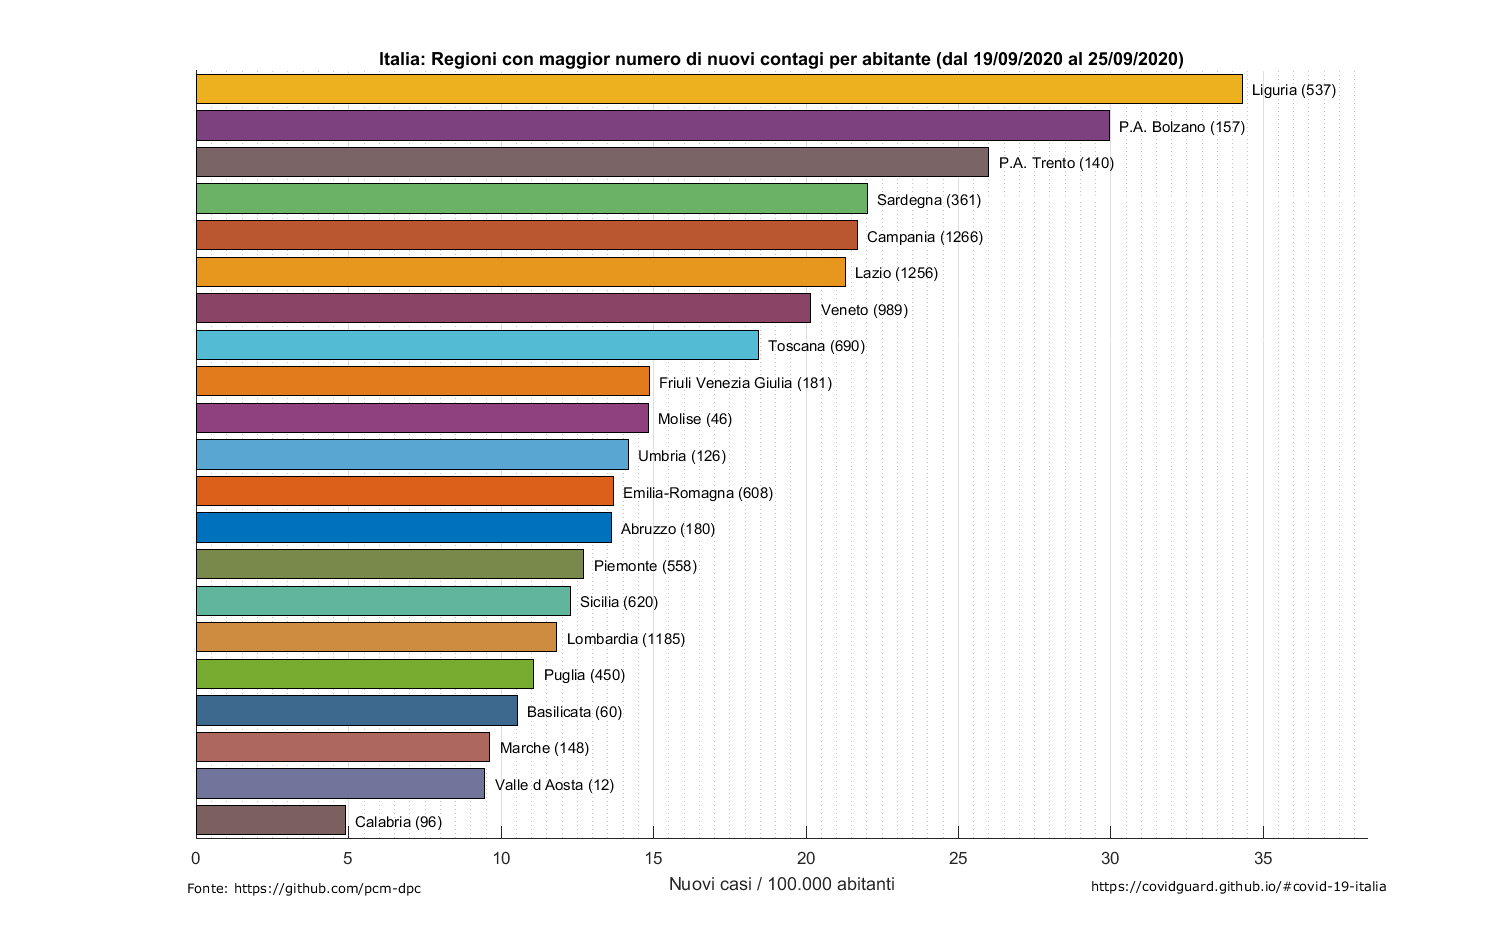 Italia: Regioni con maggior numero di nuovi contagi per abitante (dal 19/09/2020 al 25/09/2020)
Liguria (537)
P.A. Bolzano (157)
P.A. Trento (140)
Sardegna (361)
Campania (1266)
Lazio (1256)
Veneto (989)
Toscana (690)
Friuli Venezia Giulia (181)
Molise (46)
Umbria (126)
Emilia-Romagna (608)
Abruzzo (180)
Piemonte (558)
Sicilia (620)
Lombardia (1185)
Puglia (450)
Basilicata (60)
Marche (148)
Valle d Aosta (12)
Calabria (96)
0 5 10 15 20 25 30 35
Nuovi casi / 100.000 abitanti
Fonte: https://github.com/pcm-dpc
https://covidguard.github.io/#covid-19-italia